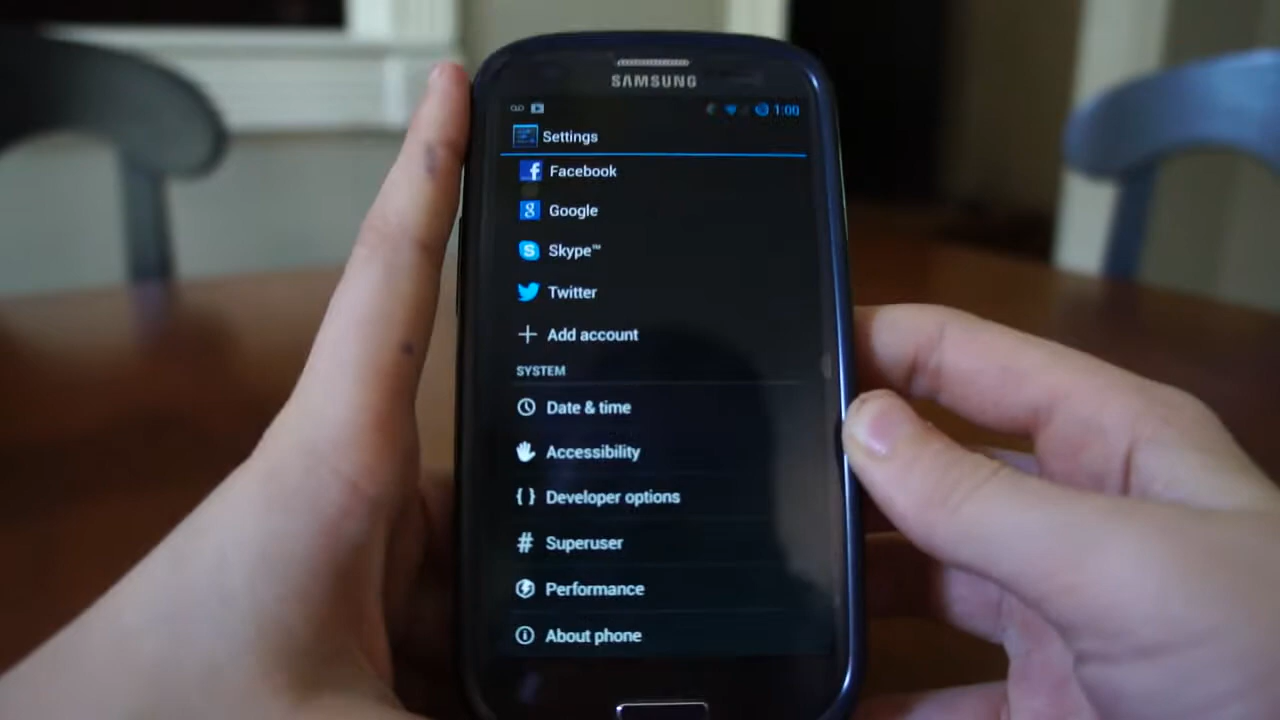 SAMSUNG
1:00
Settings
Facebook
Google
Skype™
Twitter
Add account
SYSTEM
Date & time
Accessibility
Developer options
Superuser
Performance
About phone